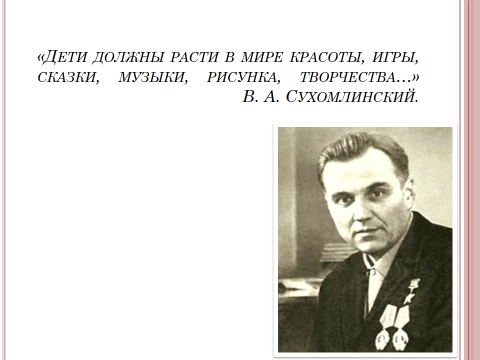 «Дети должны расти в мире красоты, игры,
сказки, музыки, рисунка, творчества…»
В. А. Сухомлинский.